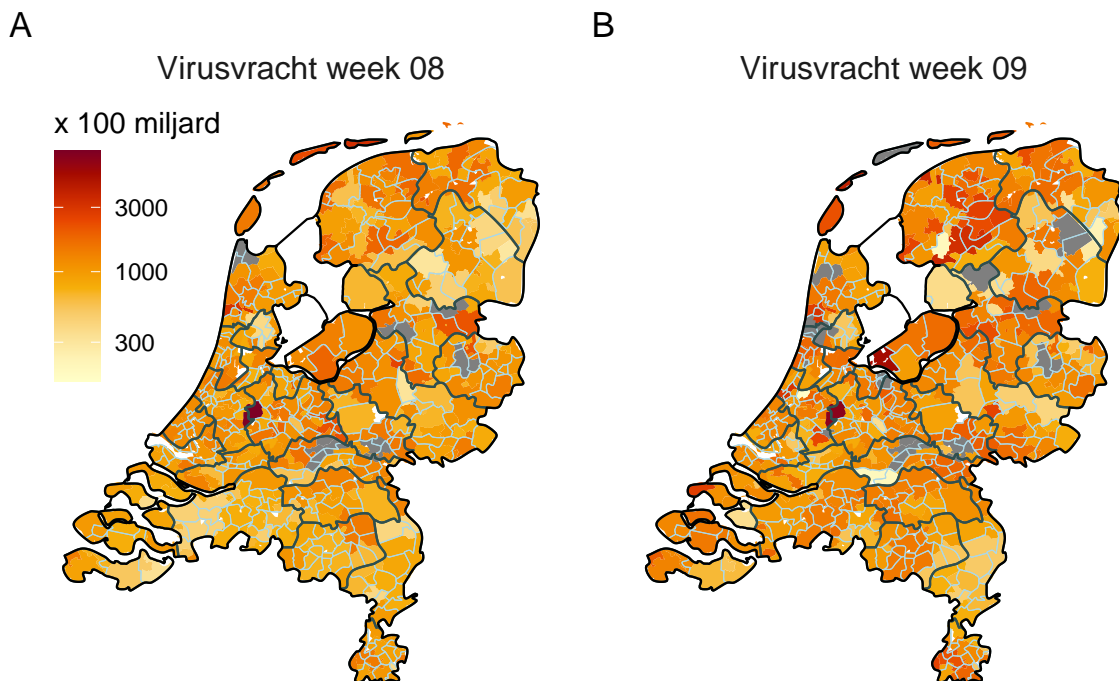 A
B
Virusvracht week 08
Virusvracht week 09
x 100 miljard
3000
1000
300